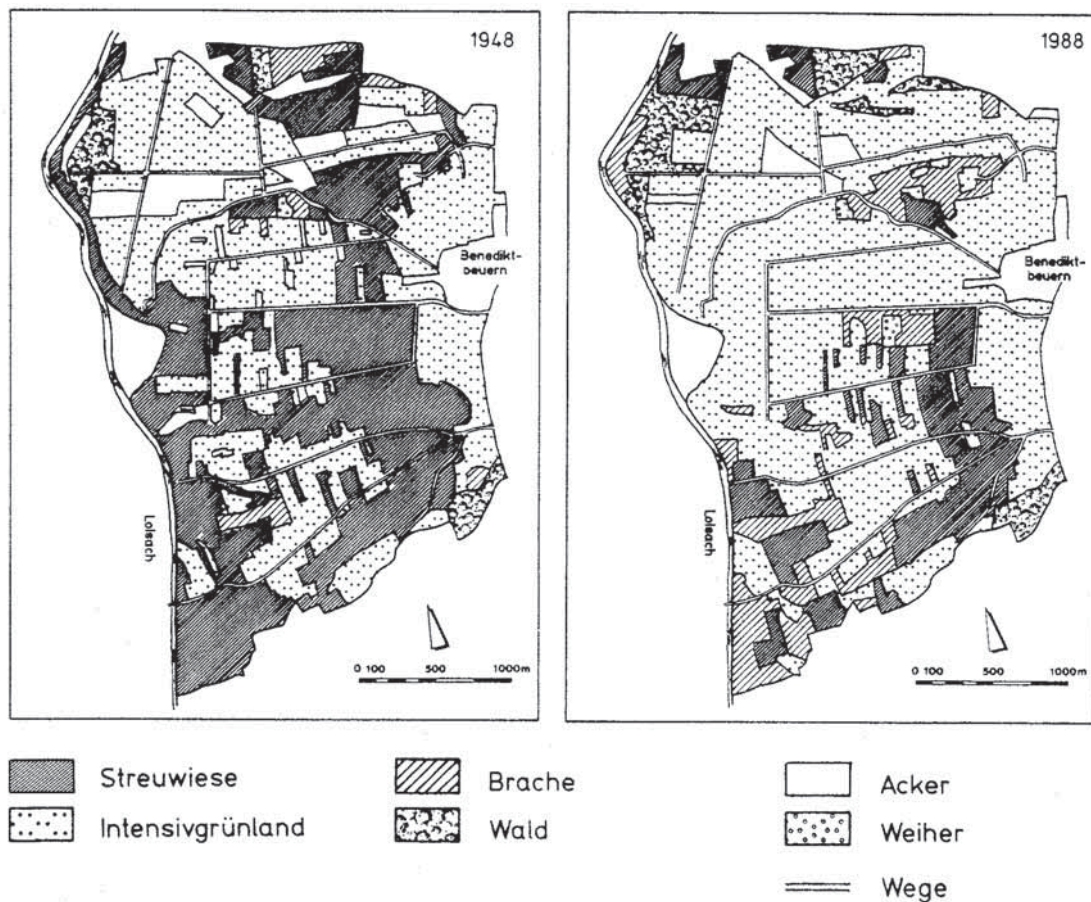 1948
Benedikt-
beuern
Loisach
0 100 500 1000m
1988
Benedikt-
beuern
Loisach
0 100 500 1000m
Streuwiese
Intensivgrünland
Brache
Wald
Acker
Weiher
Wege